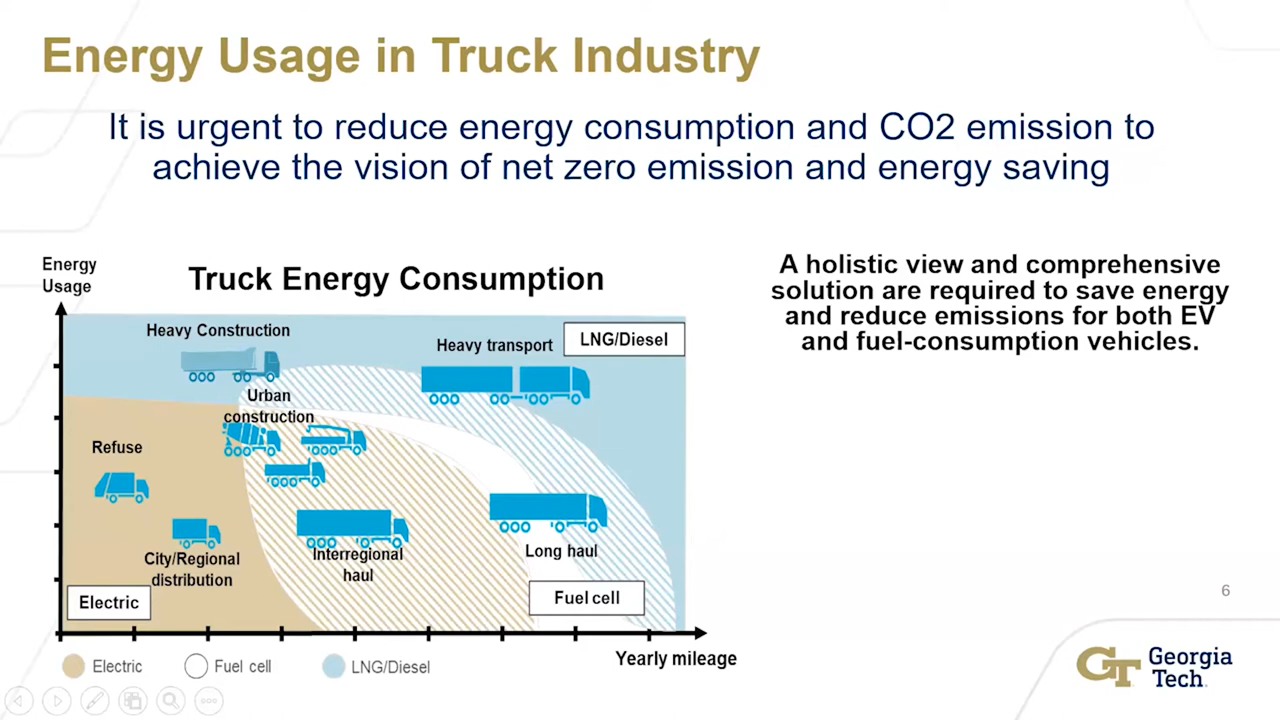 Energy Usage in Truck Industry
It is urgent to reduce energy consumption and CO2 emission to
achieve the vision of net zero emission and energy saving
Energy
Usage
Truck Energy Consumption
Heavy Construction
Heavy transport
LNG/Diesel
Urban
construction
Refuse
City/Regional
distribution
Interregional
haul
Long haul
Electric
Fuel cell
Yearly mileage
Electric
Fuel cell
LNG/Diesel
A holistic view and comprehensive
solution are required to save energy
and reduce emissions for both EV
and fuel-consumption vehicles.
6
GT
Georgia
Tech